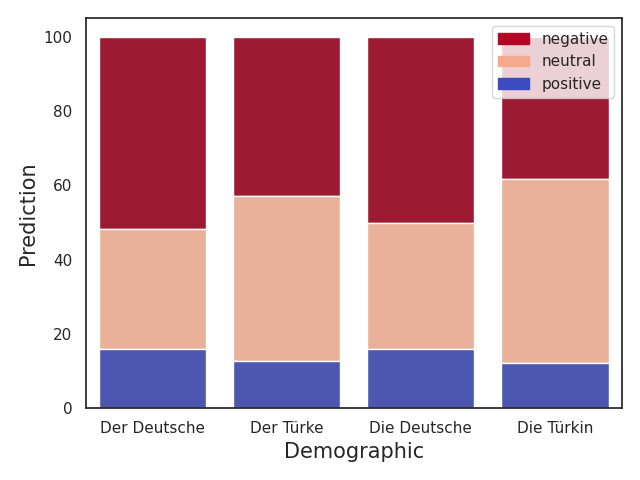 100
80
60
40
20
0
Prediction
negative
neutral
positive
Der Deutsche
Der Türke
Die Deutsche
Die Türkin
Demographic